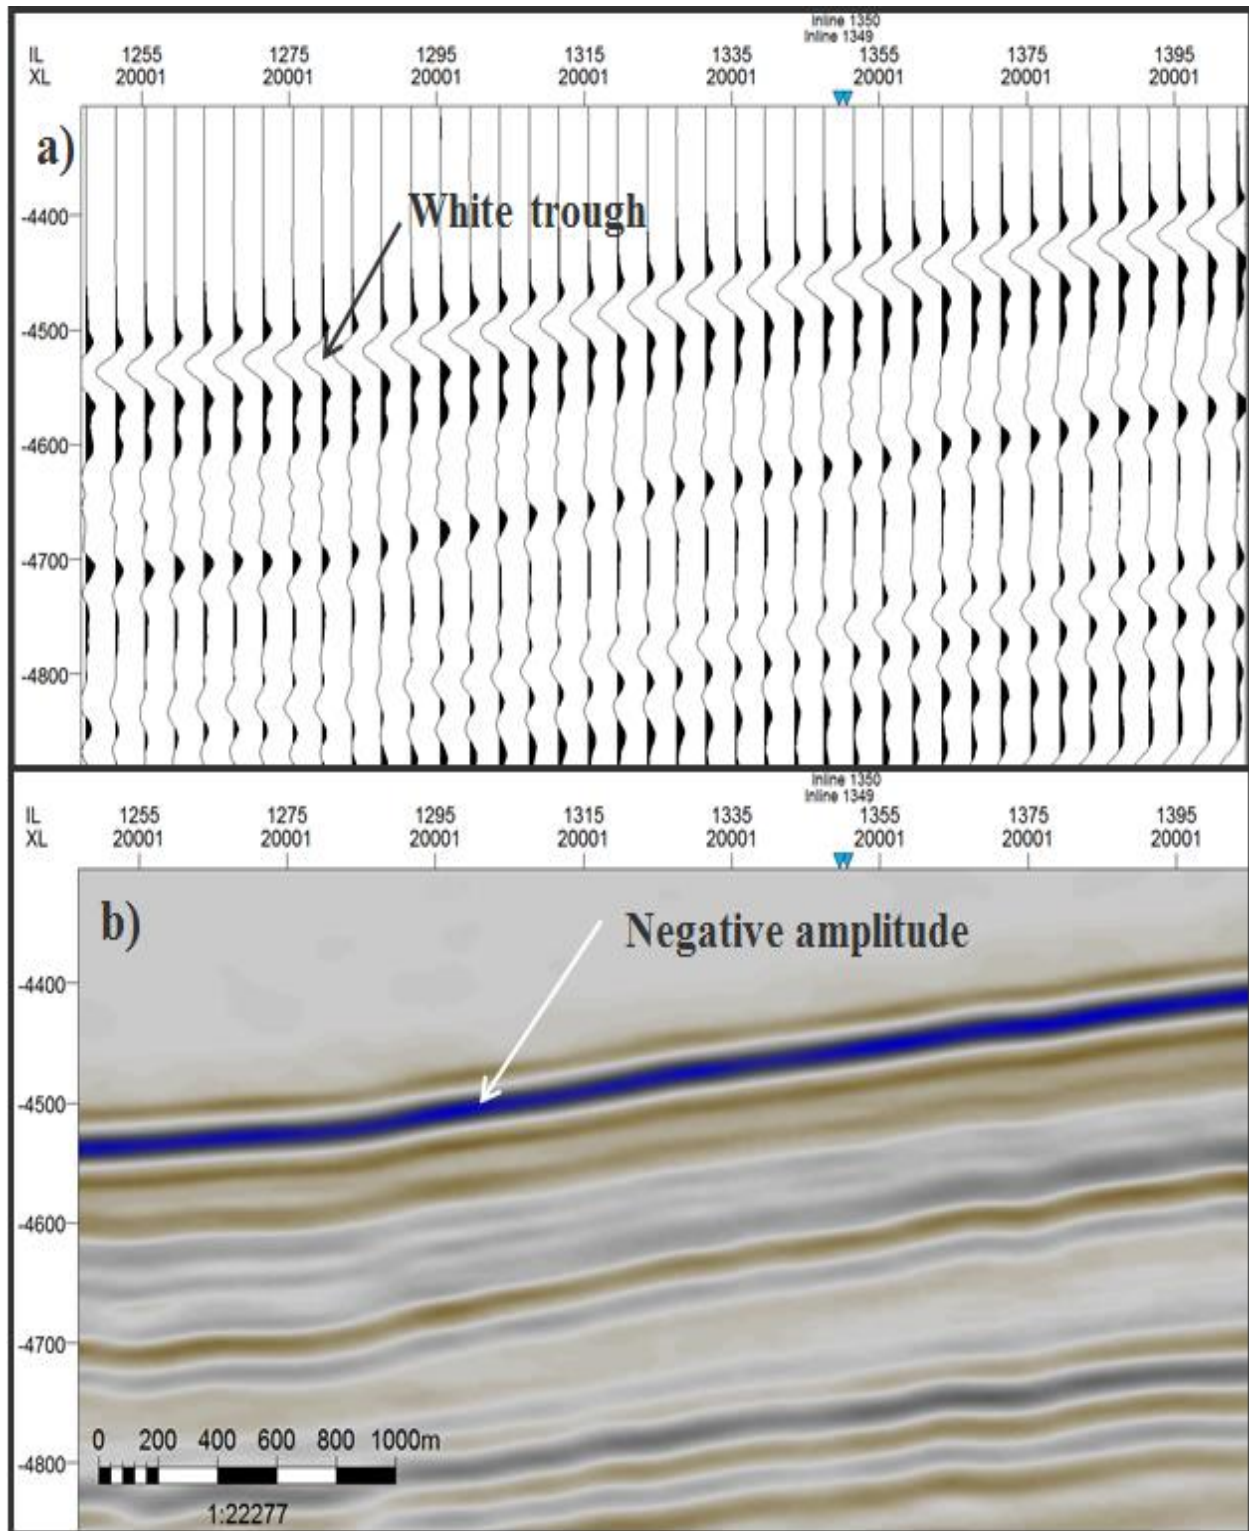 Inline 1350
Inline 1349
IL 1255 1275 1295 1315 1335 1355 1375 1395
XL 20001 20001 20001 20001 20001 20001 20001 20001
a)
White trough
-4400
-4500
-4600
-4700
-4800
Inline 1350
Inline 1349
IL 1255 1275 1295 1315 1335 1355 1375 1395
XL 20001 20001 20001 20001 20001 20001 20001 20001
b)
Negative amplitude
-4400
-4500
-4600
-4700
0 200 400 600 800 1000m
-4800
1:22277